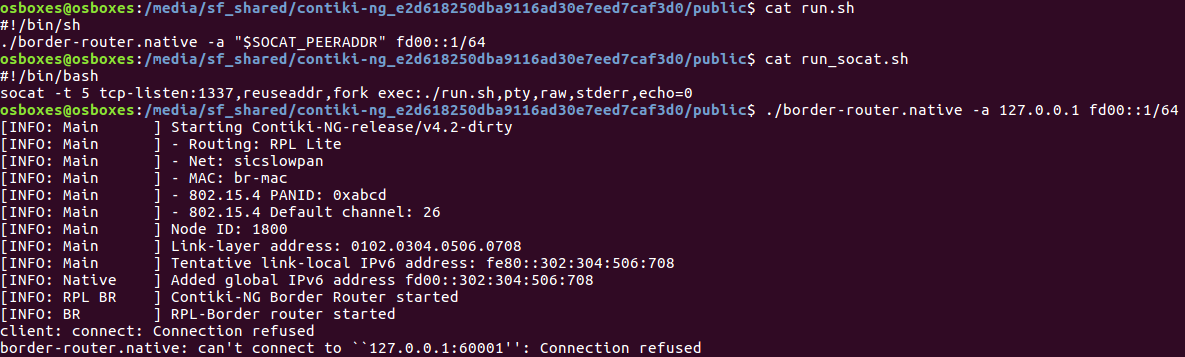 osboxes@osboxes:/media/sf_shared/contiki-ng_e2d618250dba9116ad30e7eed7caf3d0/public$ cat run.sh
#!/bin/sh
./border-router.native -a "$SOCAT_PEERADDR" fd00::1/64
osboxes@osboxes:/media/sf_shared/contiki-ng_e2d618250dba9116ad30e7eed7caf3d0/public$ cat run_socat.sh
#!/bin/bash
socat -t 5 tcp-listen:1337,reuseaddr,fork exec:./run.sh,pty,raw,stderr,echo=0
osboxes@osboxes:/media/sf_shared/contiki-ng_e2d618250dba9116ad30e7eed7caf3d0/public$ ./border-router.native -a 127.0.0.1 fd00::1/64
[INFO: Main      ] Starting Contiki-NG-release/v4.2-dirty
[INFO: Main      ] - Routing: RPL Lite
[INFO: Main      ] - Net: sicslowpan
[INFO: Main      ] - MAC: br-mac
[INFO: Main      ] - 802.15.4 PANID: 0xabcd
[INFO: Main      ] - 802.15.4 Default channel: 26
[INFO: Main      ] Node ID: 1800
[INFO: Main      ] Link-layer address: 0102.0304.0506.0708
[INFO: Main      ] Tentative link-local IPv6 address: fe80::302:304:506:708
[INFO: Native    ] Added global IPv6 address fd00::302:304:506:708
[INFO: RPL BR    ] Contiki-NG Border Router started
[INFO: BR        ] RPL-Border router started
client: connect: Connection refused
border-router.native: can't connect to ``127.0.0.1:60001'': Connection refused